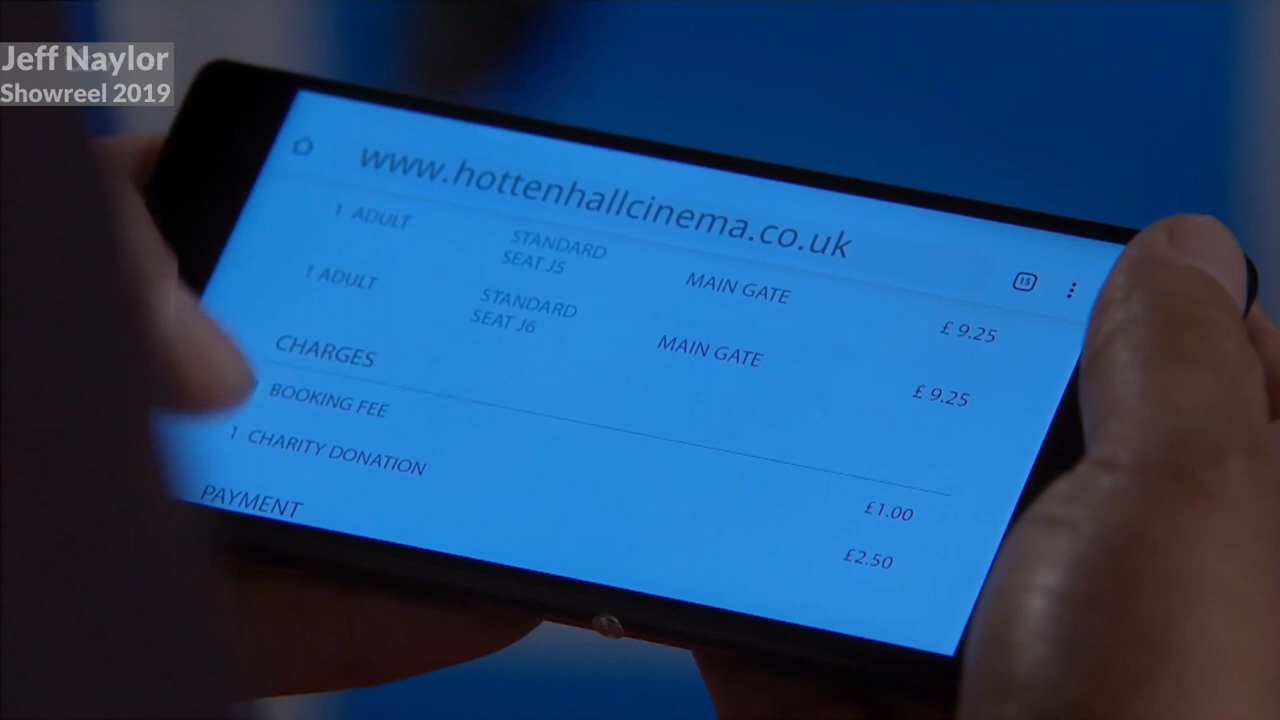 Jeff Naylor
Showreel 2019
www.hottenhallcinema.co.uk
15
1 ADULT STANDARD SEAT J5 MAIN GATE £ 9.25
1 ADULT STANDARD SEAT J6 MAIN GATE £ 9.25
CHARGES
BOOKING FEE £1.00
1 CHARITY DONATION £2.50
PAYMENT